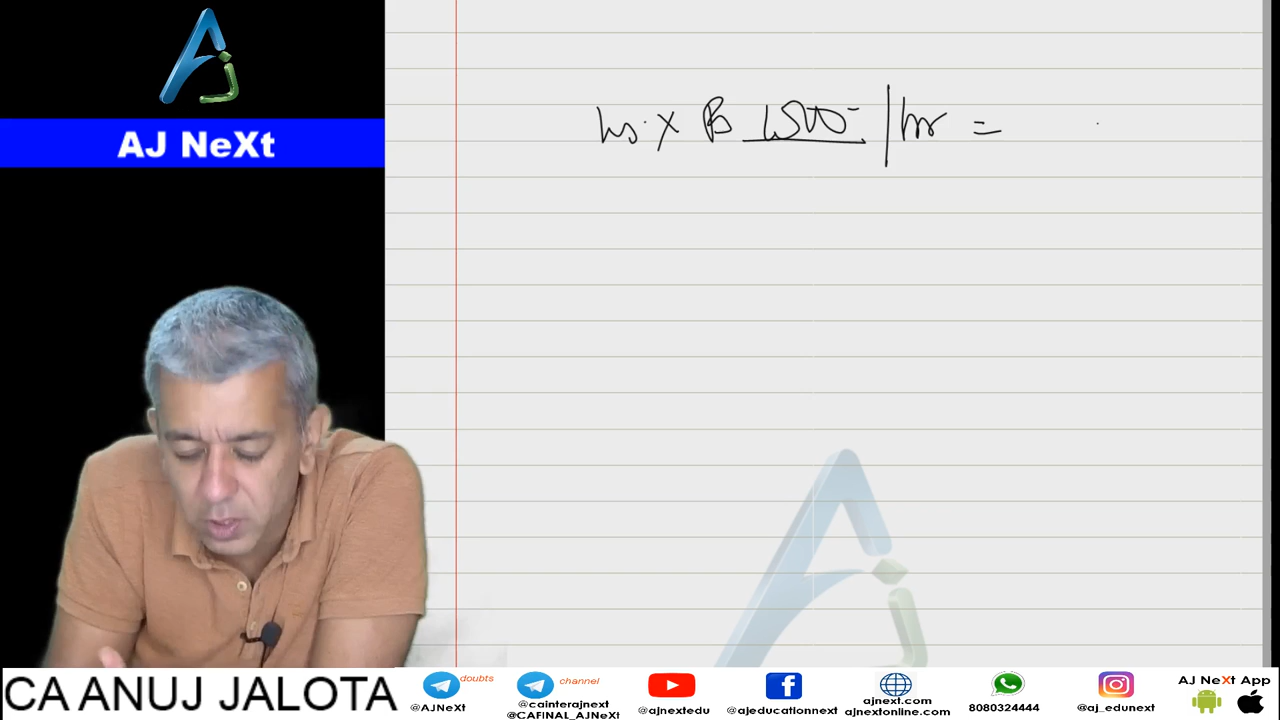 AJ NeXt
hs. × ₨ 1500/- | hr =
CA ANUJ JALOTA
doubts
@AJNeXt
channel
@cainterajnext
@CAFINAL_AJNeXt
@ajnextedu
@ajeducationnext
ajnext.com
ajnextonline.com
8080324444
@aj_edunext
AJ NeXt App